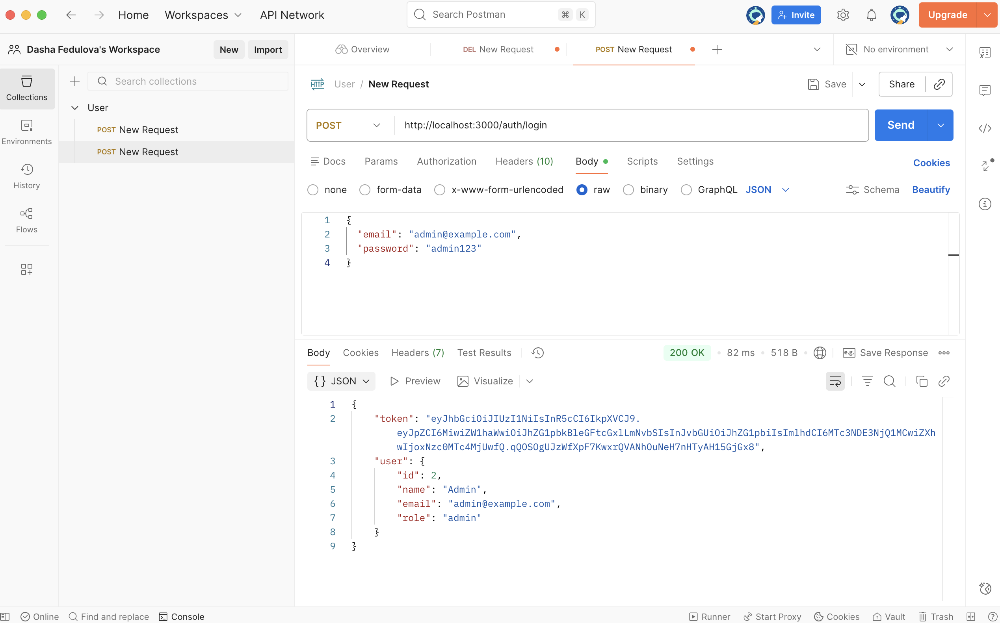 Home Workspaces API Network Search Postman ⌘ K Invite Upgrade
Dasha Fedulova's Workspace New Import
Overview DEL New Request POST New Request No environment
Collections
Environments
History
Flows
Search collections
User
POST New Request
POST New Request
HTTP User / New Request Save Share
POST http://localhost:3000/auth/login Send
Docs Params Authorization Headers (10) Body Scripts Settings Cookies
none form-data x-www-form-urlencoded raw binary GraphQL JSON Schema Beautify
1 {
2 "email": "admin@example.com",
3 "password": "admin123"
4 }
Body Cookies Headers (7) Test Results 200 OK • 82 ms • 518 B • e.g. Save Response
{} JSON Preview Visualize
1 {
2 "token": "eyJhbGciOiJIUzI1NiIsInR5cCI6IkpXVCJ9.
eyJpZCI6MiwiZW1haWwiOiJhZG1pbkBleGFtcGxlLmNvbSIsInJvbGUiOiJhZG1pbiIsImlhdCI6MTc3NDE3NjQ1MCwiZXh
wIjoxNzc0MTc4MjUwfQ.qQOSOgUJzWfXpF7KwxrQVANhOuNeH7nHTyAH15GjGx8",
3 "user": {
4 "id": 2,
5 "name": "Admin",
6 "email": "admin@example.com",
7 "role": "admin"
8 }
9 }
Online Find and replace Console Runner Start Proxy Cookies Vault Trash